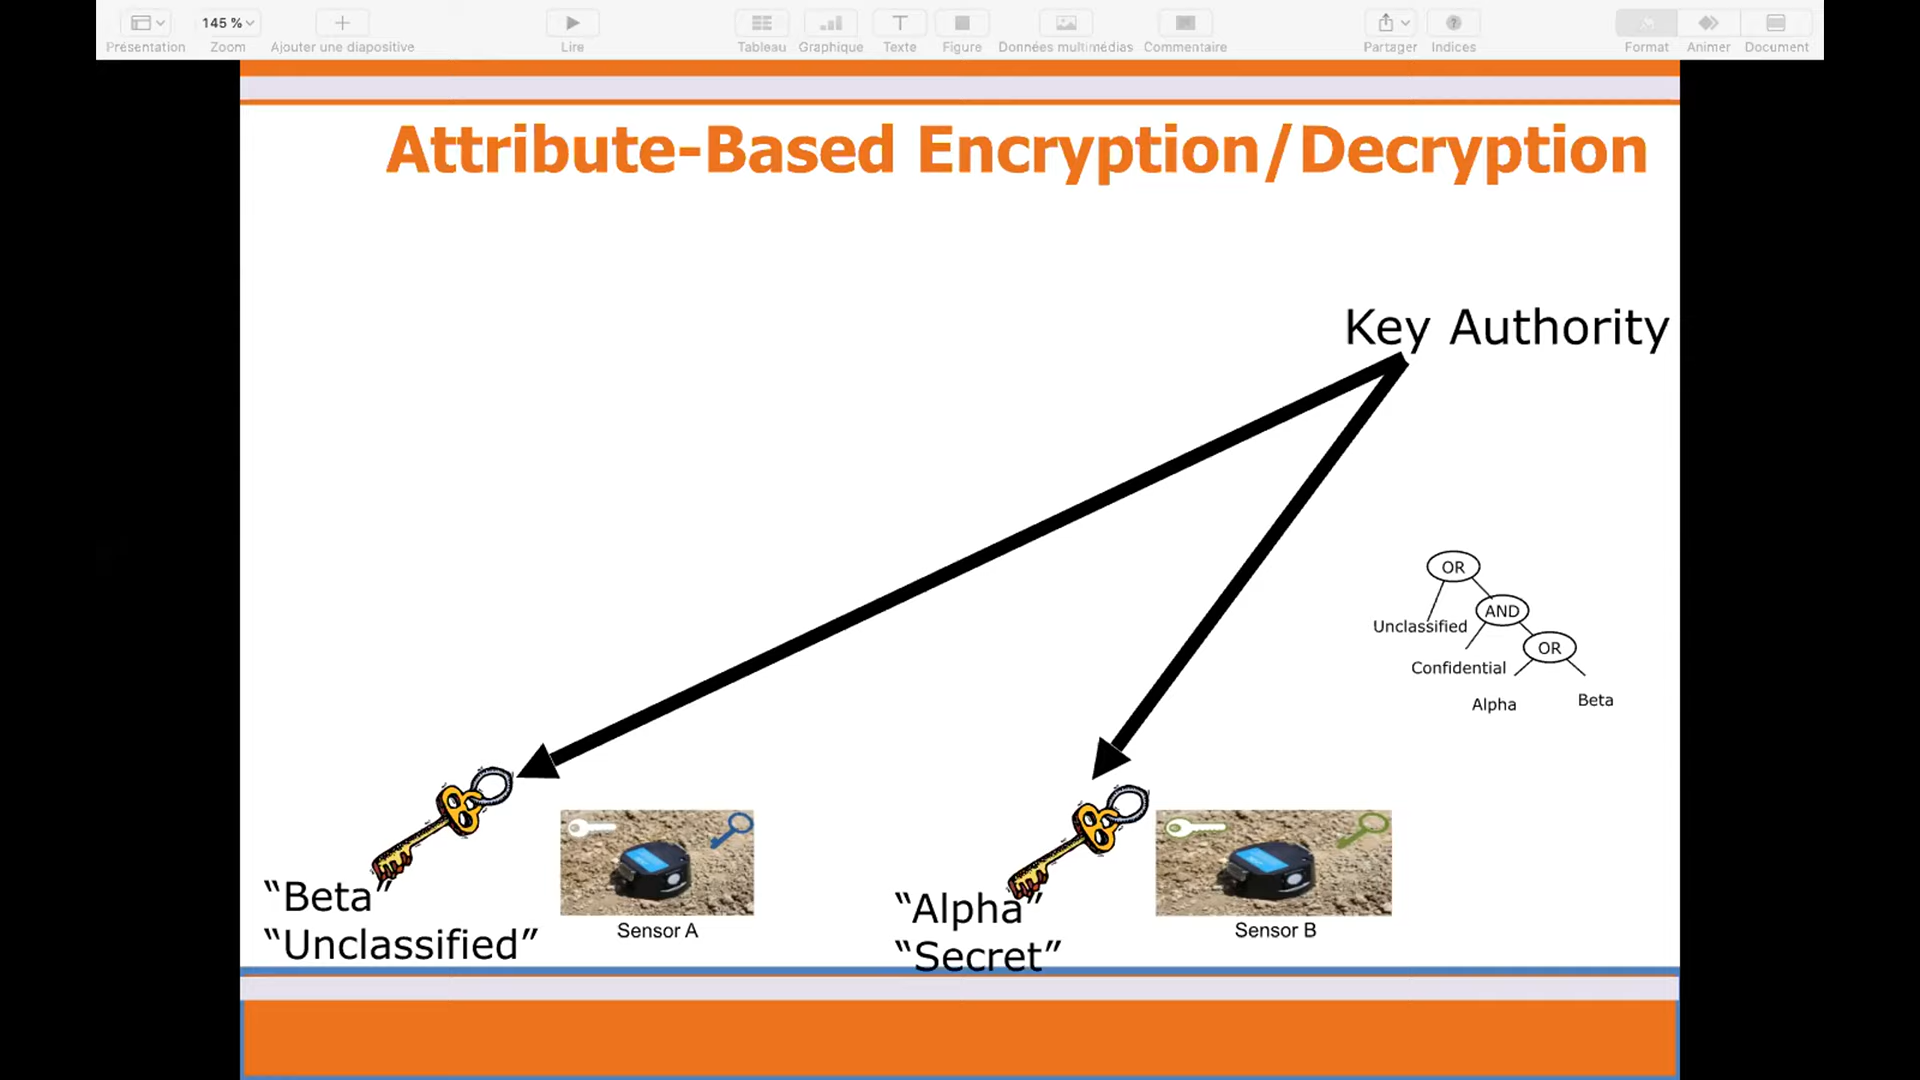 145 %
Présentation Zoom Ajouter une diapositive Lire Tableau Graphique Texte Figure Données multimédias Commentaire Partager Indices Format Animer Document
Attribute-Based Encryption/Decryption
Key Authority
OR
AND
Unclassified
OR
Confidential
Alpha
Beta
“Beta”
“Unclassified”
Sensor A
“Alpha”
“Secret”
Sensor B